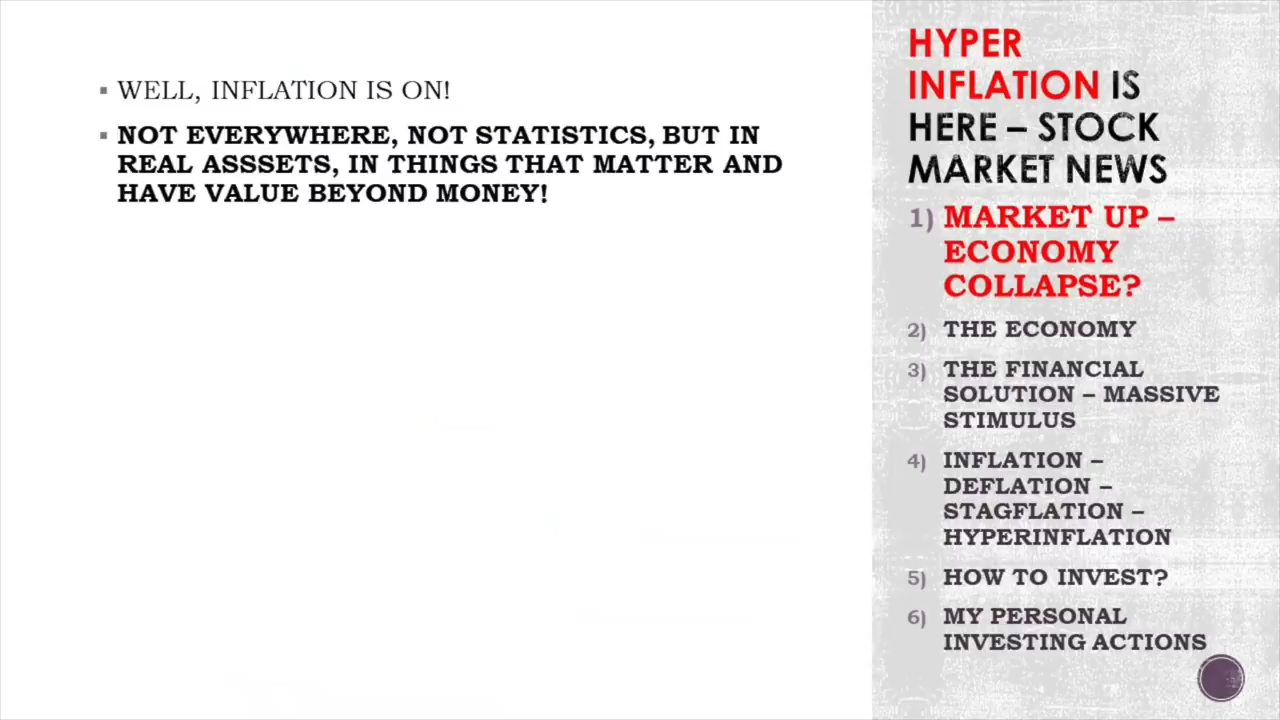 ▪ WELL, INFLATION IS ON!
▪ NOT EVERYWHERE, NOT STATISTICS, BUT IN
REAL ASSSETS, IN THINGS THAT MATTER AND
HAVE VALUE BEYOND MONEY!
HYPER
INFLATION IS
HERE – STOCK
MARKET NEWS
1) MARKET UP –
ECONOMY
COLLAPSE?
2) THE ECONOMY
3) THE FINANCIAL
SOLUTION – MASSIVE
STIMULUS
4) INFLATION –
DEFLATION –
STAGFLATION –
HYPERINFLATION
5) HOW TO INVEST?
6) MY PERSONAL
INVESTING ACTIONS